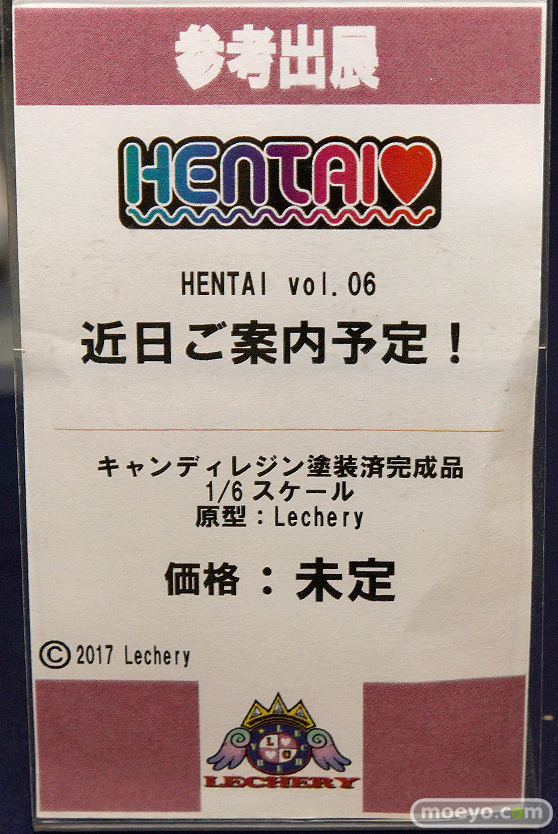 参考出展
HENTAI
HENTAI vol.06
近日ご案内予定！
キャンディレジン塗装済完成品
1/6 スケール
原型：Lechery
価格：未定
© 2017 Lechery
LECHERY
moeyo.com